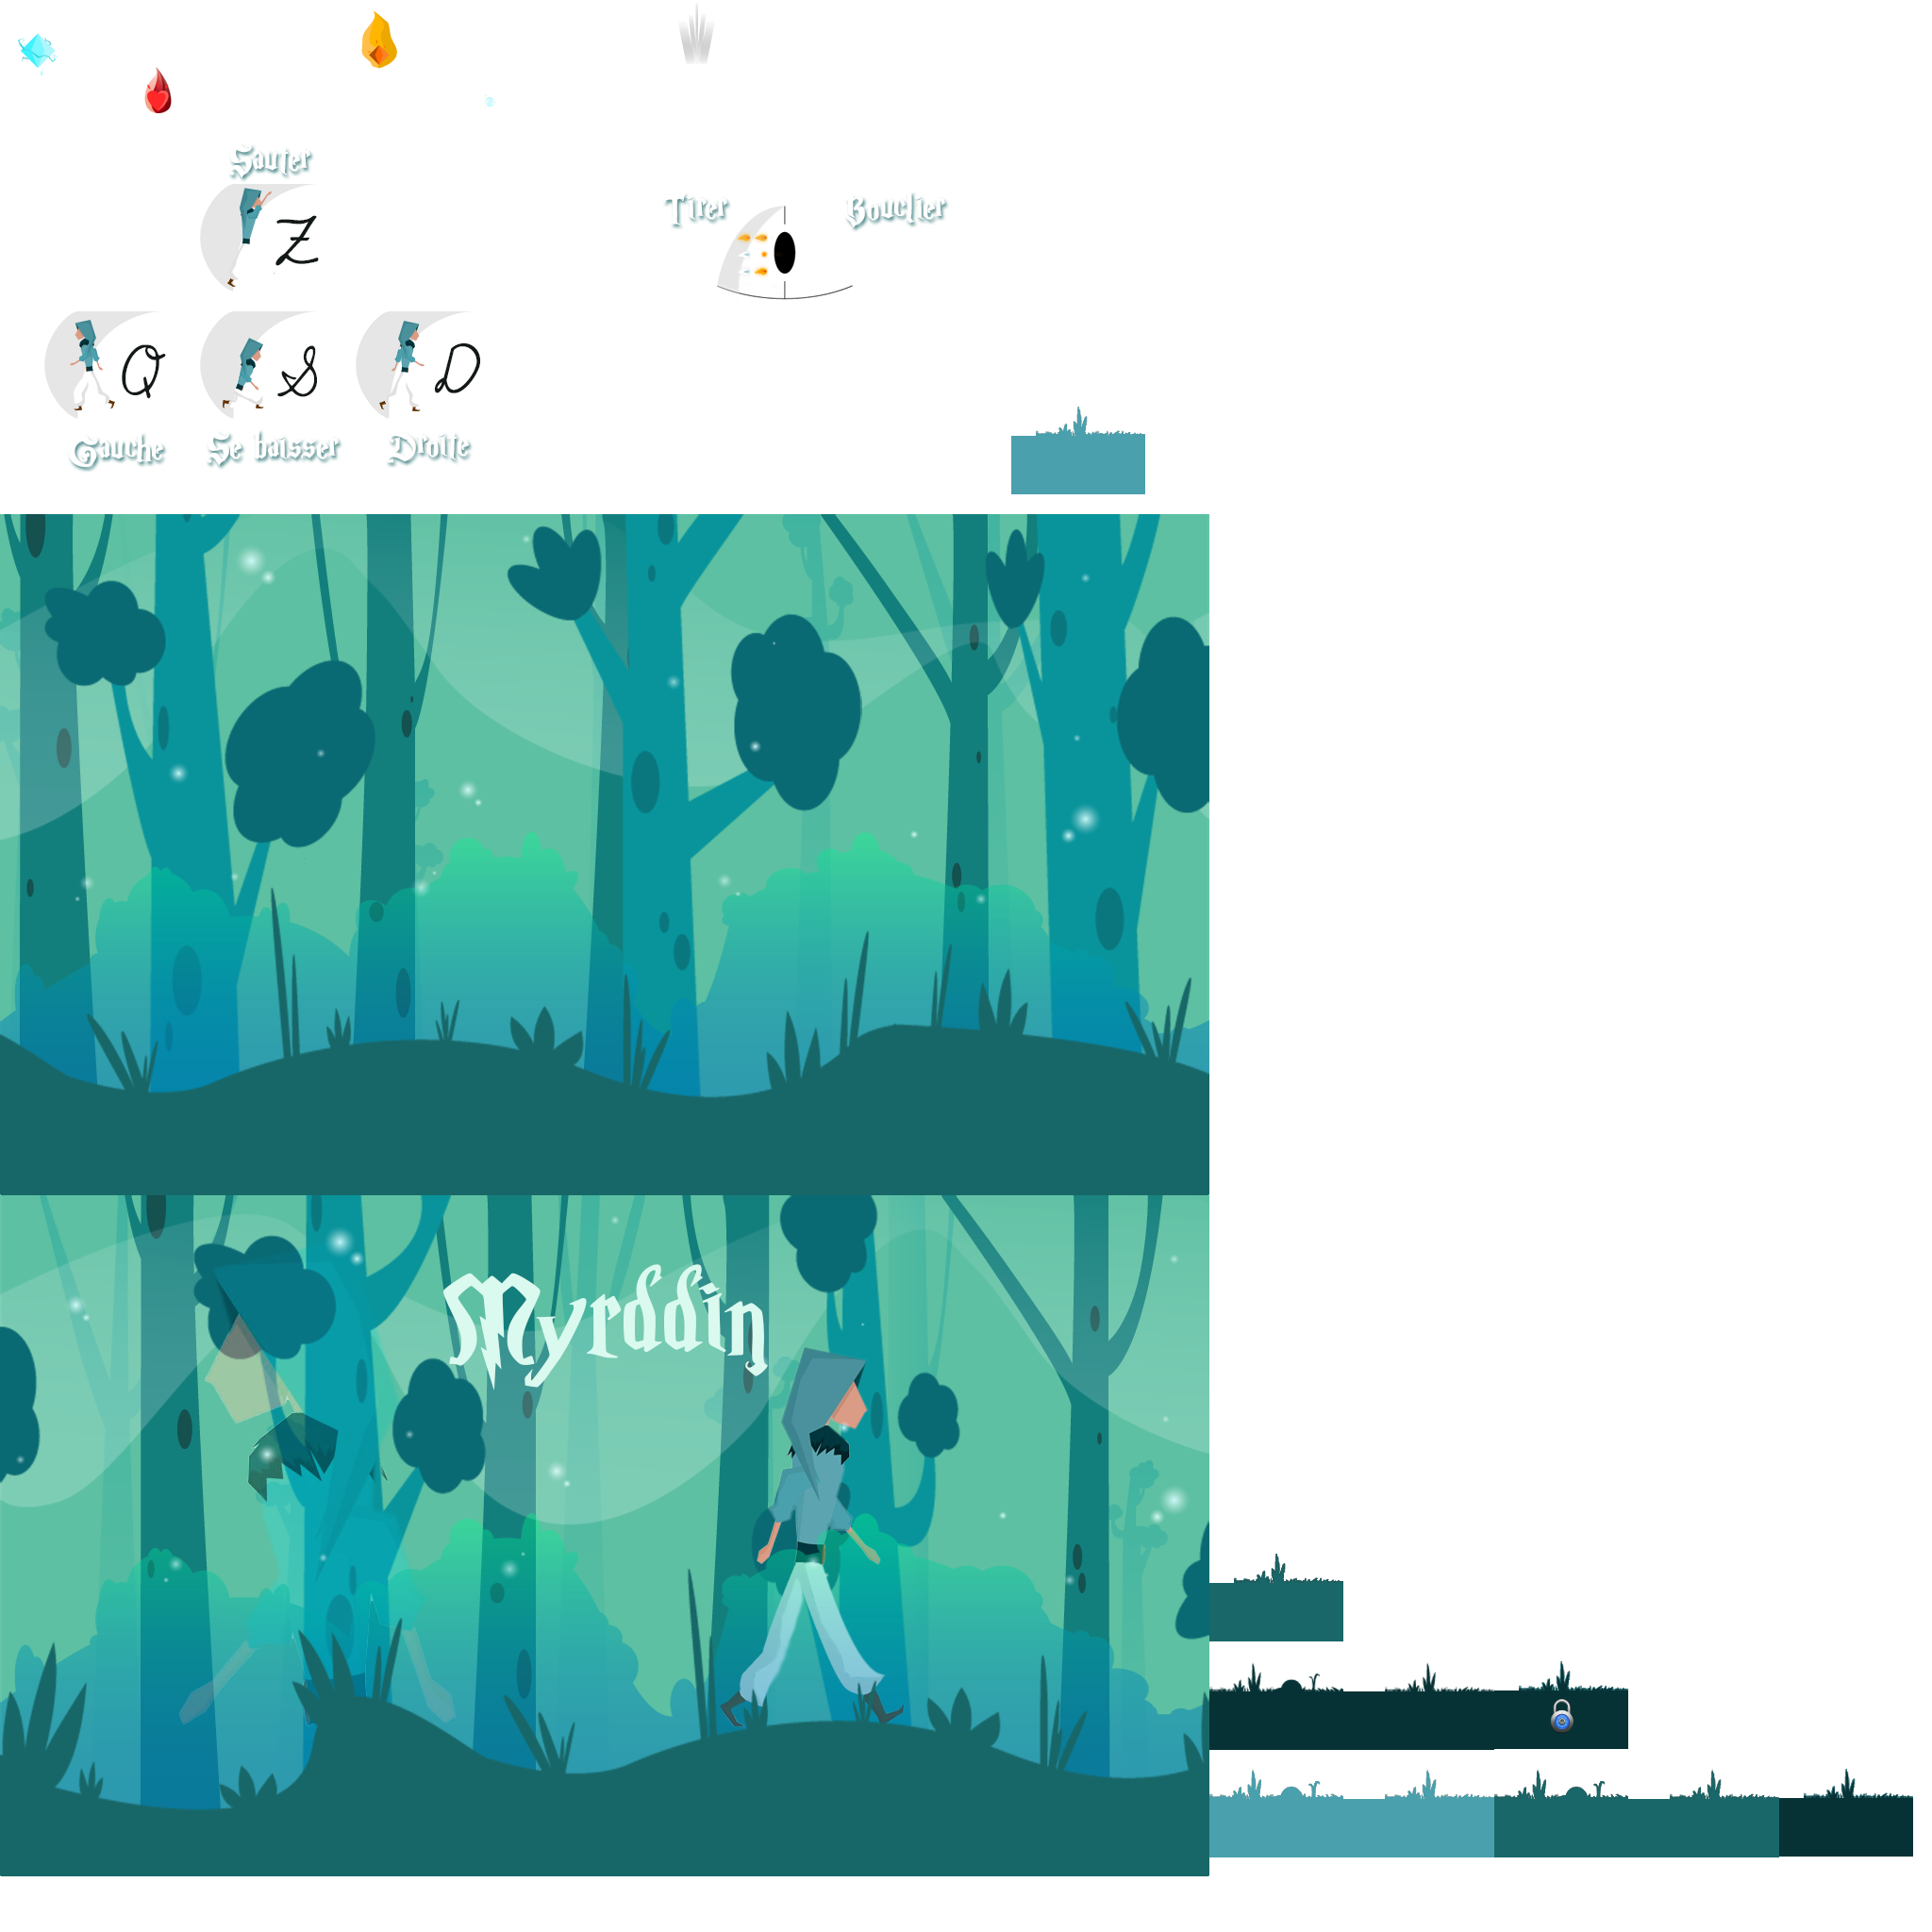 Sauter
Z
Tirer
Bouclier
Q
S
D
Gauche
Se baisser
Droite
Myrddin